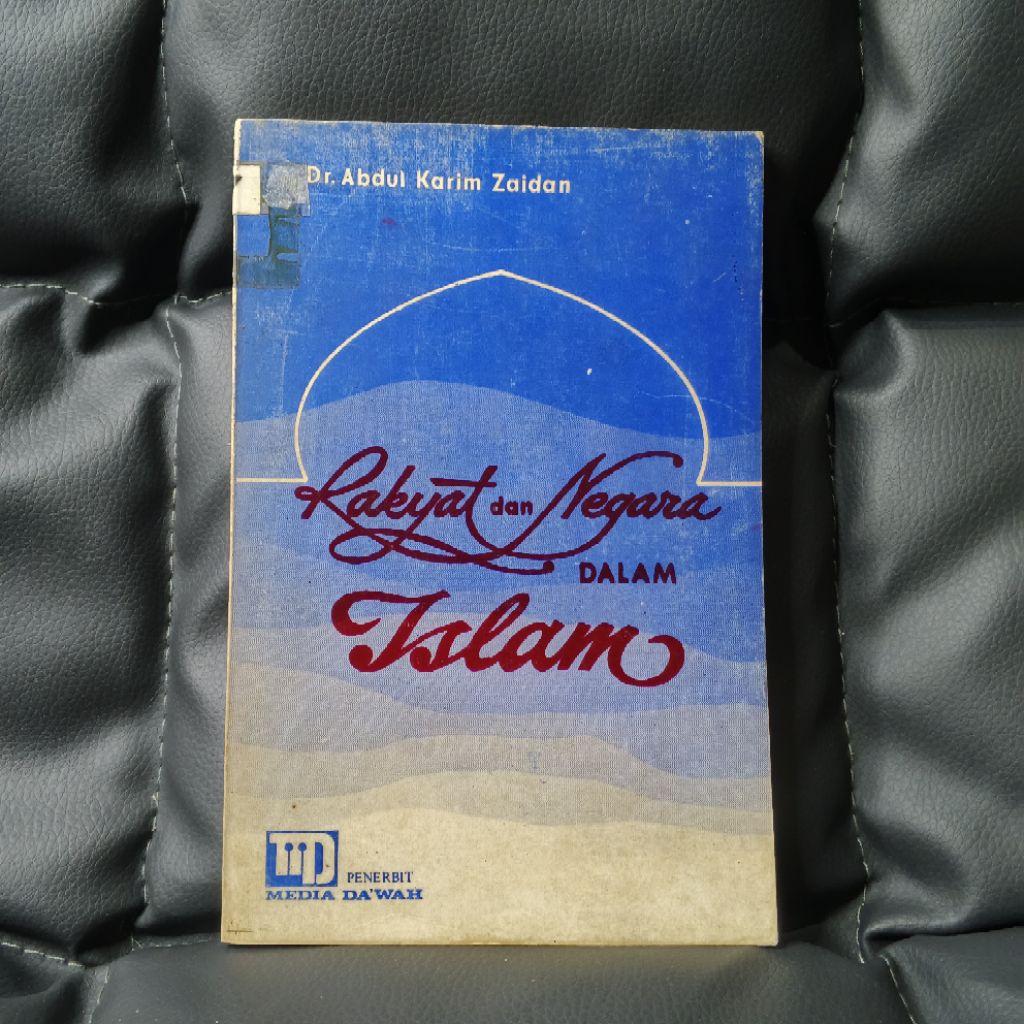 Dr. Abdul Karim Zaidan
Rakyat dan Negara
DALAM
Islam
PENERBIT
MEDIA DA'WAH